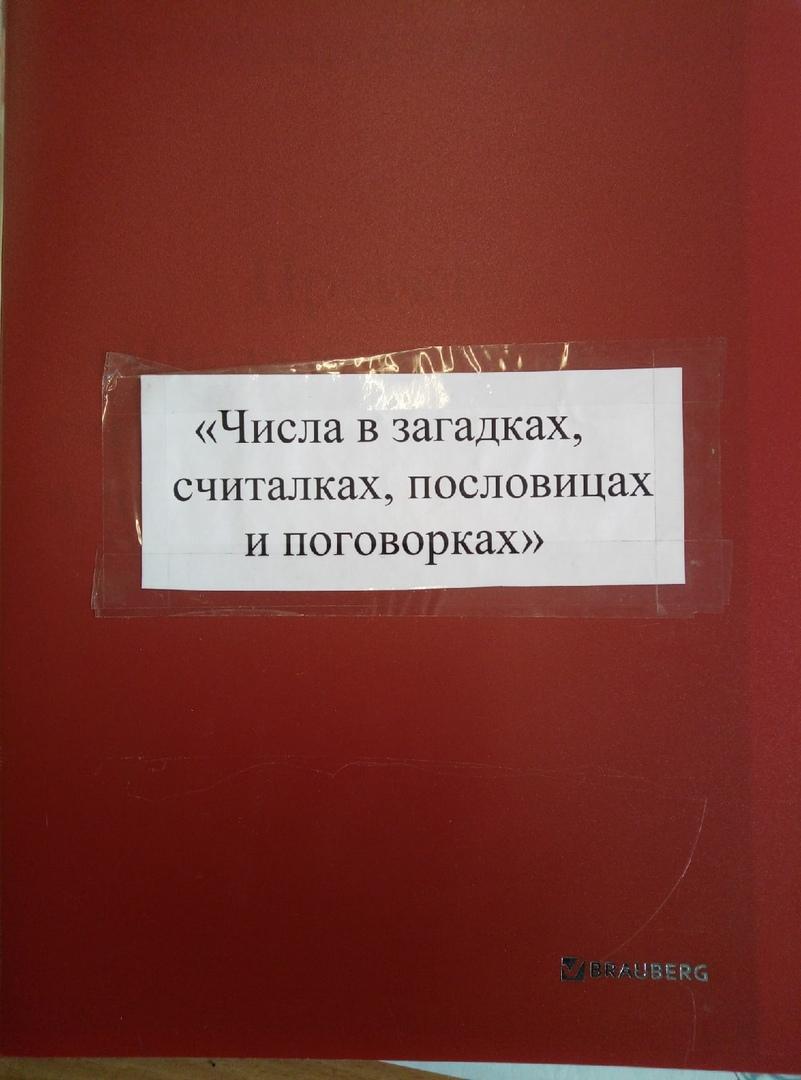 «Числа в загадках,
считалках, пословицах
и поговорках»
BRAUBERG